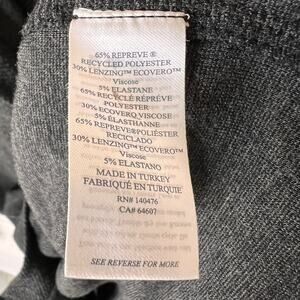 65% REPREVE ®
RECYCLED POLYESTER
30% LENZING™ ECOVERO™
Viscose
5% ELASTANE
65% RECYCLÉ RÉPRÉVE
POLYESTER
30% ECOVERO VISCOSE
5% ÉLASTHANNE
65% REPREVE®POLIÉSTER
RECICLADO
30% LENZING™ ECOVERO™
Viscose
5% ELASTANO
MADE IN TURKEY
FABRIQUÉ EN TURQUIE
RN# 140476
CA# 64607
SEE REVERSE FOR MORE